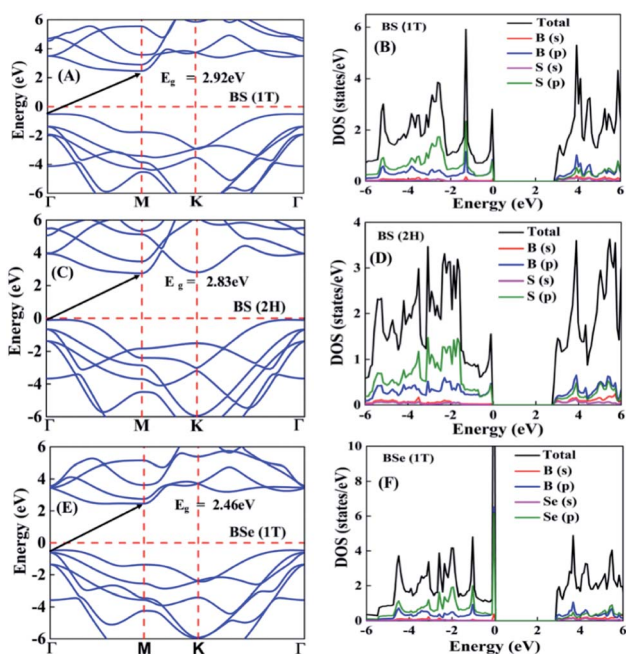 6
4
2
0
-2
-4
-6
Energy (eV)
(A)
E g = 2.92eV
BS (1T)
Γ M K Γ
BS (1T)
(B)
Total
B (s)
B (p)
S (s)
S (p)
DOS (states/eV)
6
4
2
0
-6 -4 -2 0 2 4 6
Energy (eV)
6
4
2
0
-2
-4
-6
Energy (eV)
(C)
E g = 2.83eV
BS (2H)
Γ M K Γ
BS (2H)
(D)
Total
B (s)
B (p)
S (s)
S (p)
DOS (states/eV)
4
3
2
1
0
-6 -4 -2 0 2 4 6
Energy (eV)
6
4
2
0
-2
-4
-6
Energy (eV)
(E)
E g = 2.46eV
BSe (1T)
Γ M K Γ
BSe (1T)
(F)
Total
B (s)
B (p)
Se (s)
Se (p)
DOS (states/eV)
10
8
6
4
2
0
-6 -4 -2 0 2 4 6
Energy (eV)